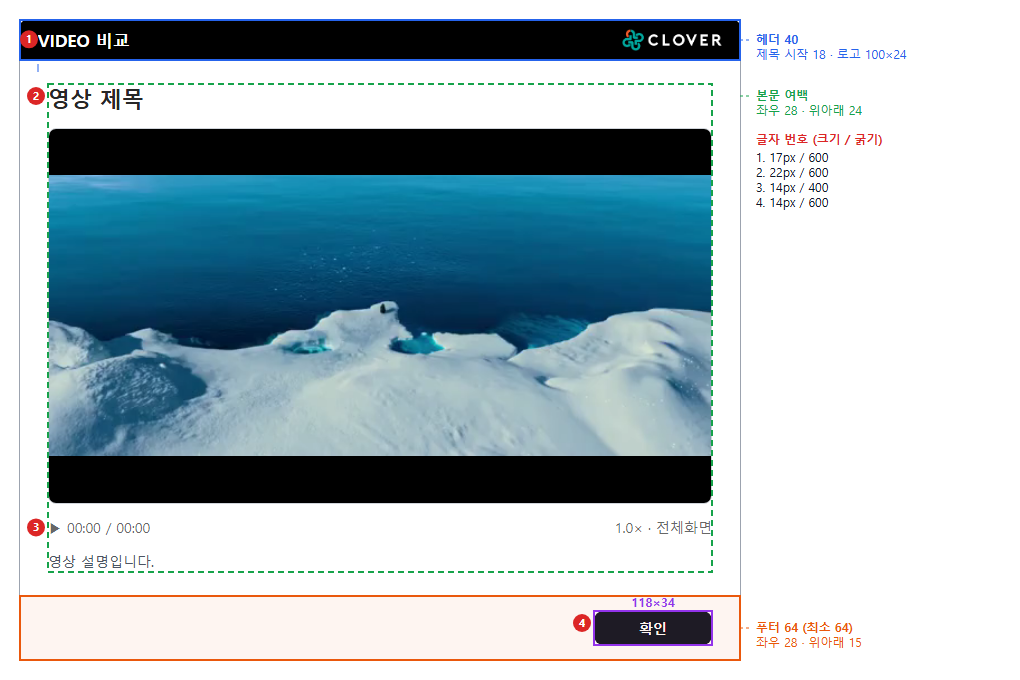 1 VIDEO 비교
CLOVER
헤더 40
제목 시작 18 · 로고 100×24
2 영상 제목
본문 여백
좌우 28 · 위아래 24
글자 번호 (크기 / 굵기)
1. 17px / 600
2. 22px / 600
3. 14px / 400
4. 14px / 600
3 ▶ 00:00 / 00:00
1.0× · 전체화면
영상 설명입니다.
118×34
4 확인
푸터 64 (최소 64)
좌우 28 · 위아래 15